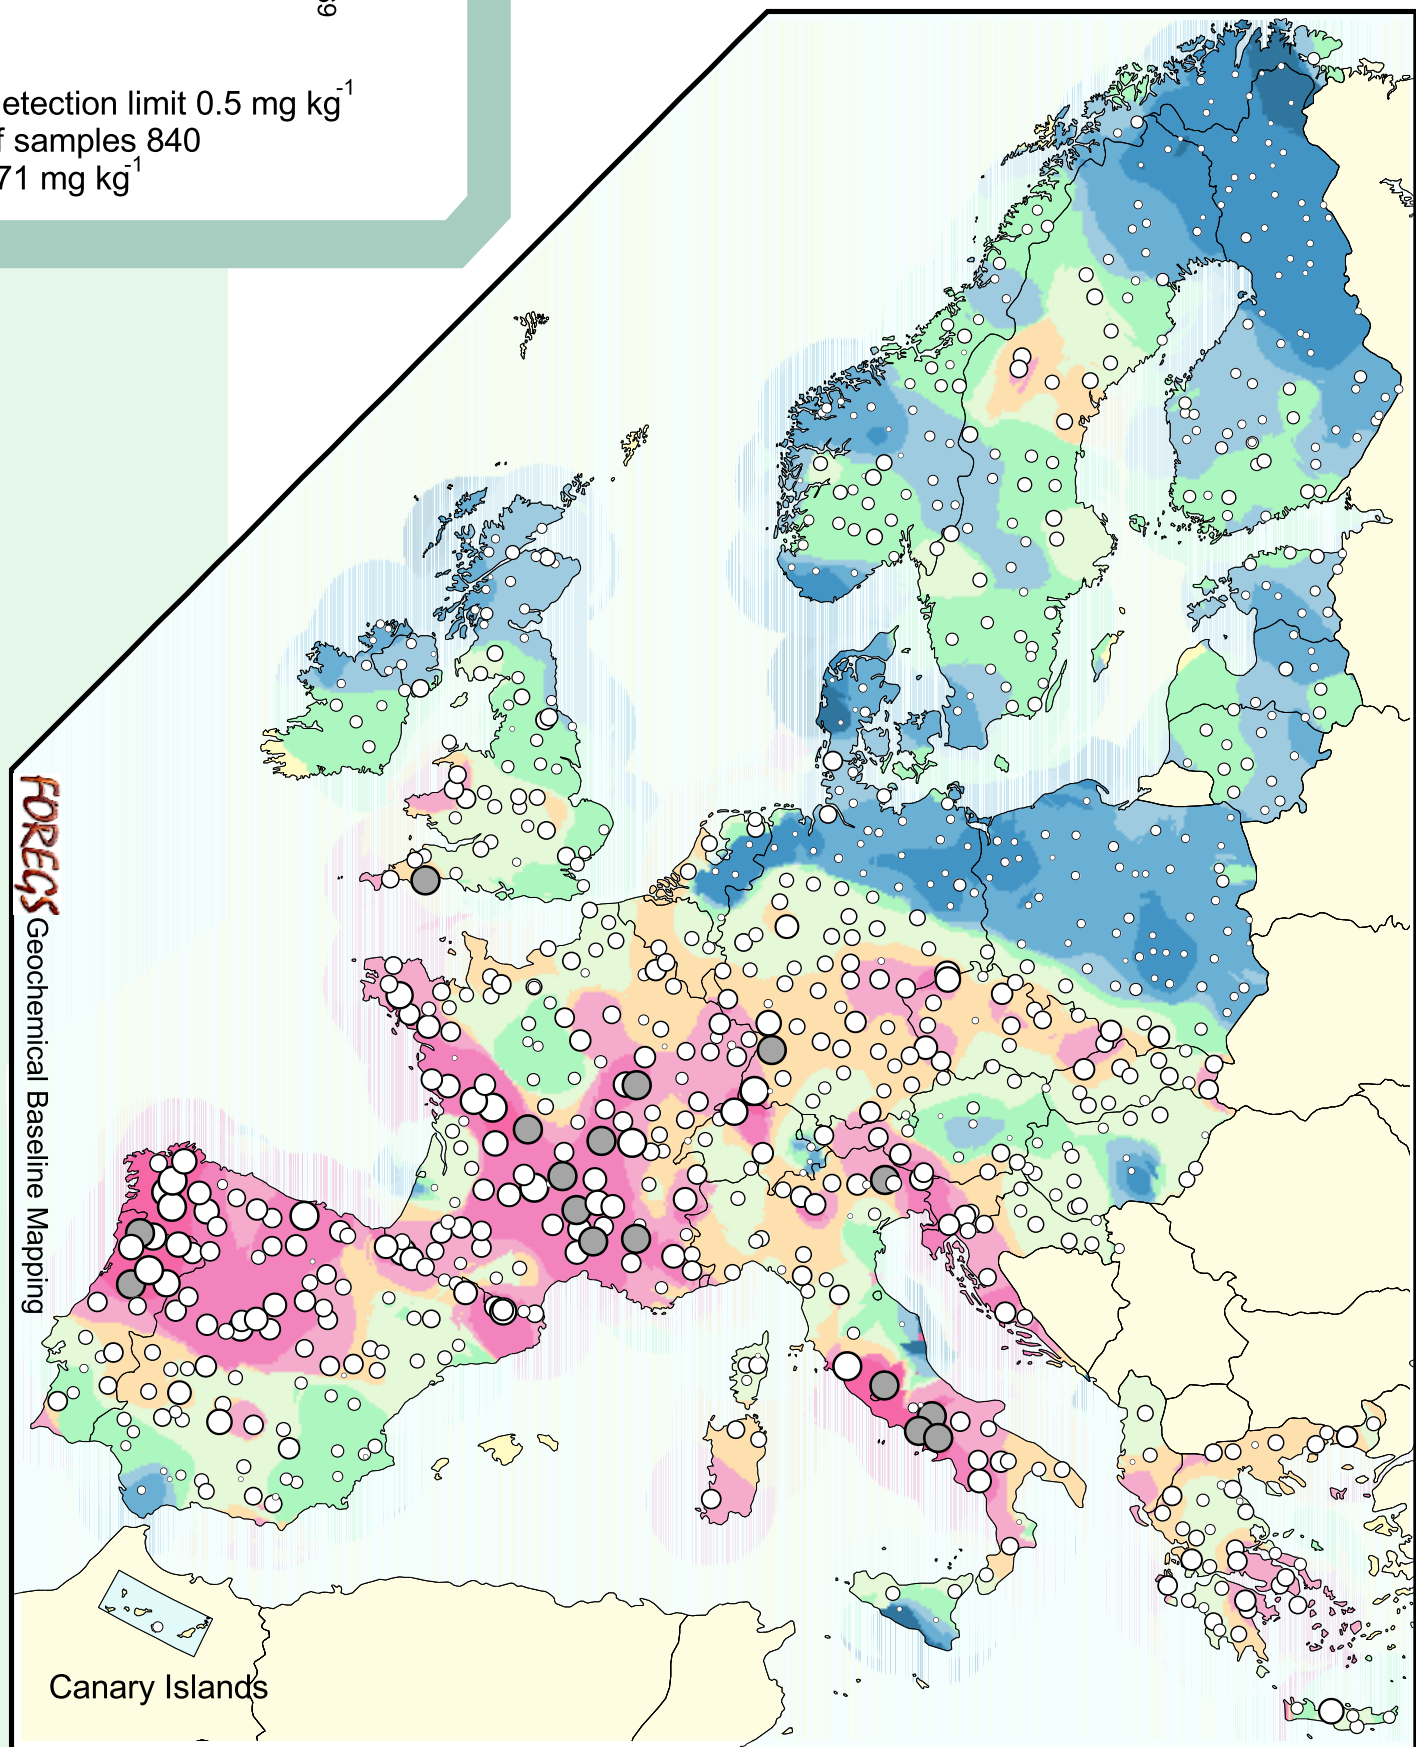 etection limit 0.5 mg kg-1
f samples 840
71 mg kg-1
FOREGS Geochemical Baseline Mapping
Canary Islands